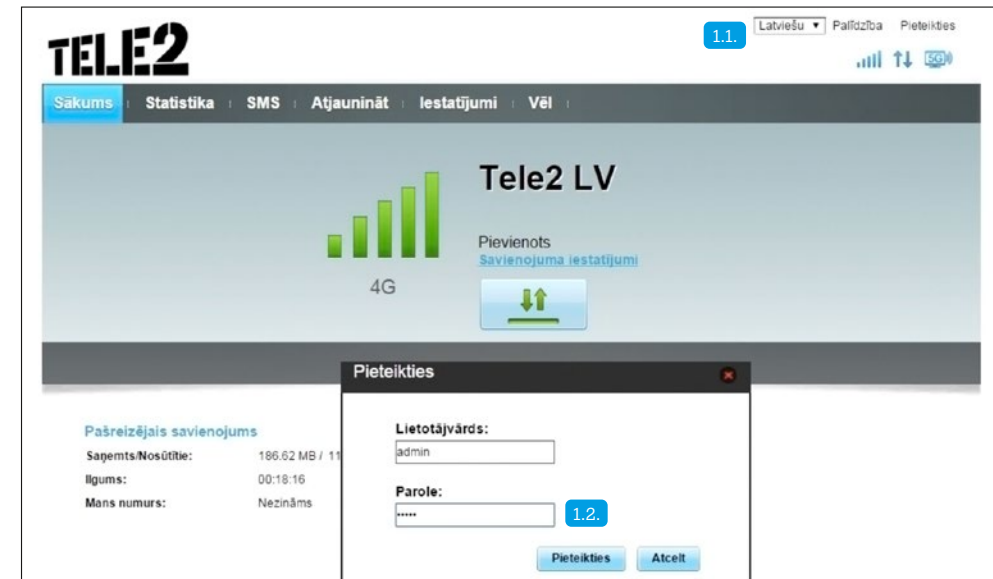 TELE2
1.1.
Latviešu Palīdzība Pieteikties
5G
Sākums Statistika SMS Atjaunināt Iestatījumi Vēl
Tele2 LV
Pievienots
Savienojuma iestatījumi
4G
Pieteikties
Pašreizējais savienojums
Saņemts/Nosūtītie: 186.62 MB / 11
Ilgums: 00:18:16
Mans numurs: Nezināms
Lietotājvārds:
admin
Parole:
•••••
1.2.
Pieteikties Atcelt